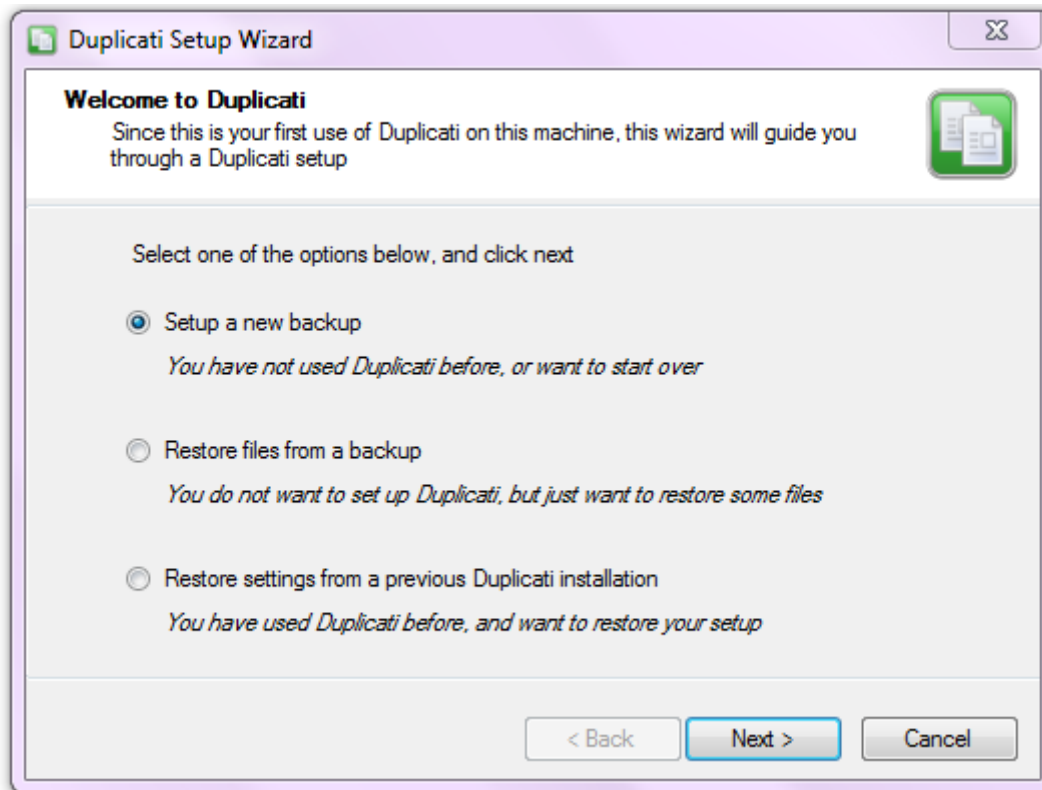 Duplicati Setup Wizard
Welcome to Duplicati
Since this is your first use of Duplicati on this machine, this wizard will guide you
through a Duplicati setup
Select one of the options below, and click next
Setup a new backup
You have not used Duplicati before, or want to start over
Restore files from a backup
You do not want to set up Duplicati, but just want to restore some files
Restore settings from a previous Duplicati installation
You have used Duplicati before, and want to restore your setup
< Back Next > Cancel